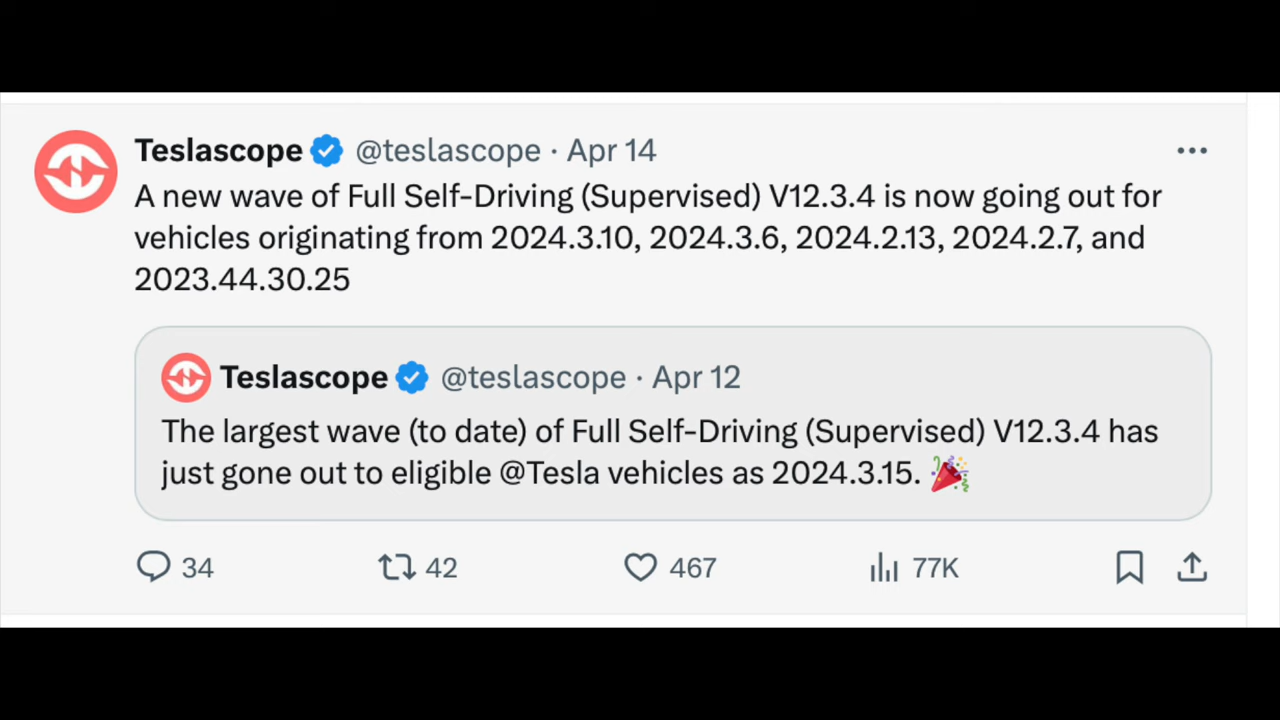 Teslascope @teslascope · Apr 14
A new wave of Full Self-Driving (Supervised) V12.3.4 is now going out for
vehicles originating from 2024.3.10, 2024.3.6, 2024.2.13, 2024.2.7, and
2023.44.30.25
Teslascope @teslascope · Apr 12
The largest wave (to date) of Full Self-Driving (Supervised) V12.3.4 has
just gone out to eligible @Tesla vehicles as 2024.3.15. 🎉
34 42 467 77K